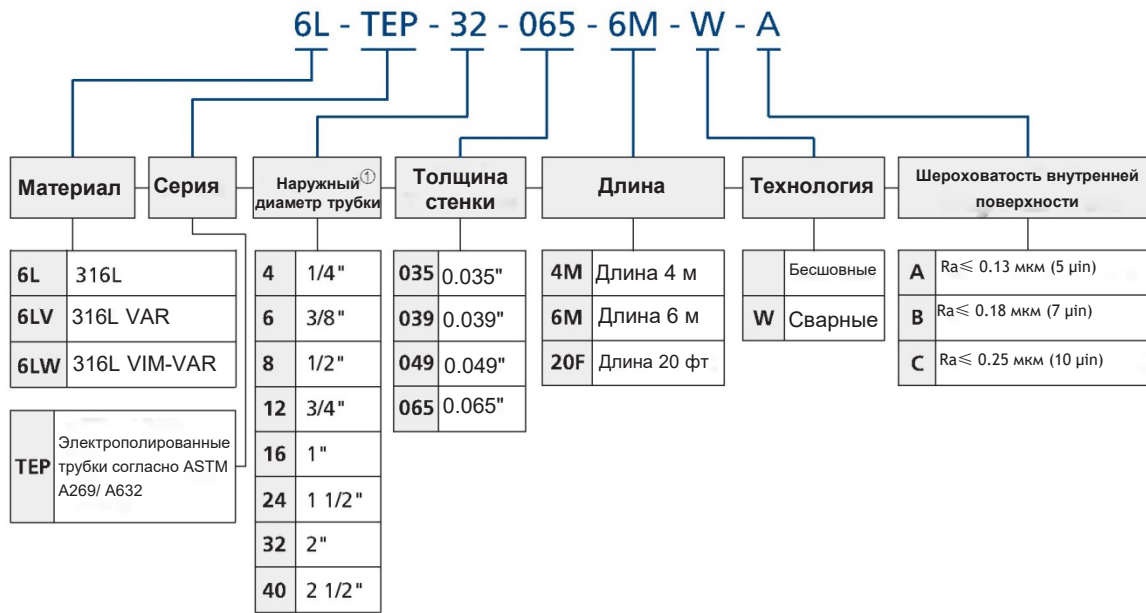 6L - TEP - 32 - 065 - 6M - W - A
Материал
Серия
Наружный①
диаметр трубки
Толщина
стенки
Длина
Технология
Шероховатость внутренней
поверхности
6L 316L
6LV 316L VAR
6LW 316L VIM-VAR
TEP
Электрополированные
трубки согласно ASTM
A269/ A632
4 1/4"
6 3/8"
8 1/2"
12 3/4"
16 1"
24 1 1/2"
32 2"
40 2 1/2"
035 0.035"
039 0.039"
049 0.049"
065 0.065"
4M Длина 4 м
6M Длина 6 м
20F Длина 20 фт
Бесшовные
W Сварные
A Ra≤ 0.13 мкм (5 μin)
B Ra≤ 0.18 мкм (7 μin)
C Ra≤ 0.25 мкм (10 μin)